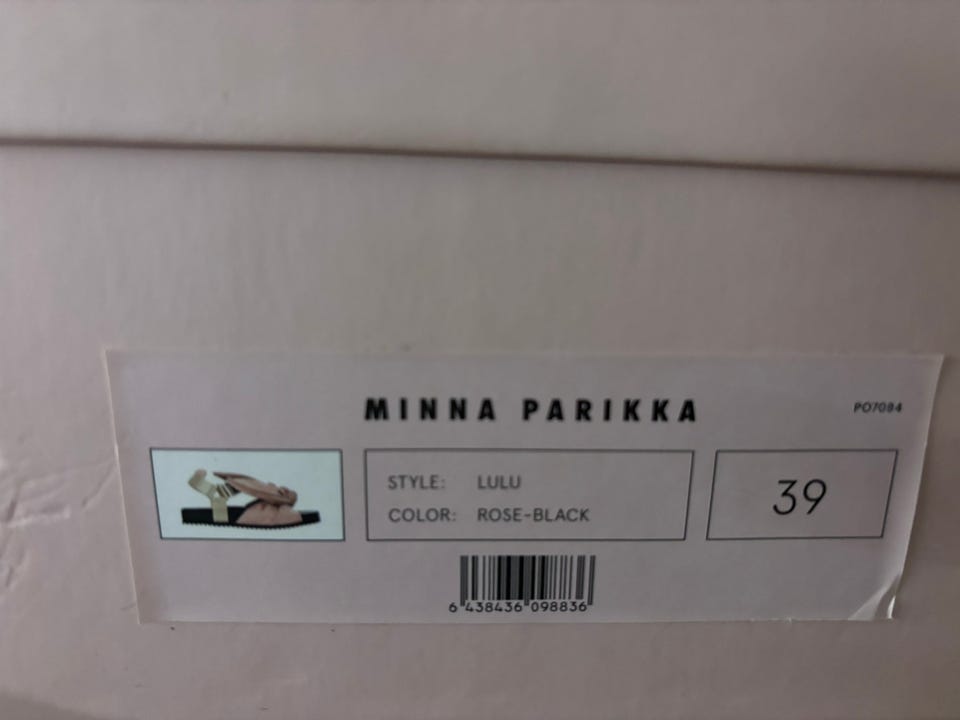 MINNA PARIKKA
PO7084
STYLE: LULU
COLOR: ROSE-BLACK
39
6 438436 098836